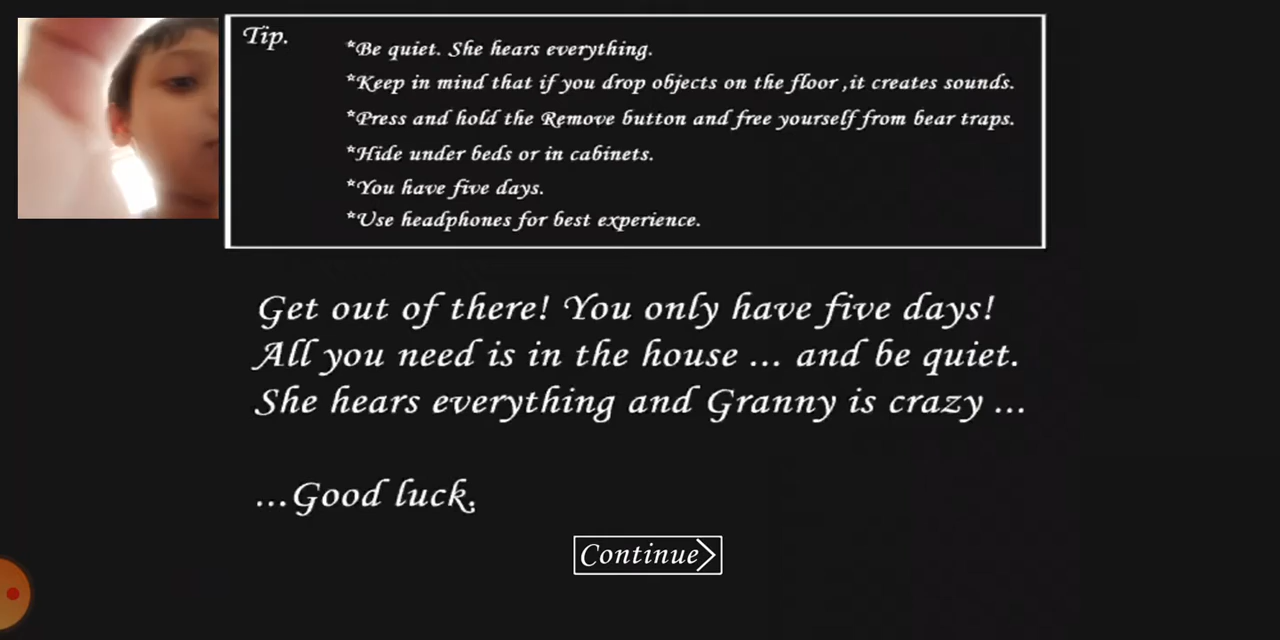 Tip.
*Be quiet. She hears everything.
*Keep in mind that if you drop objects on the floor ,it creates sounds.
*Press and hold the Remove button and free yourself from bear traps.
*Hide under beds or in cabinets.
*You have five days.
*Use headphones for best experience.
Get out of there! You only have five days!
All you need is in the house ... and be quiet.
She hears everything and Granny is crazy ...
...Good luck.
Continue>